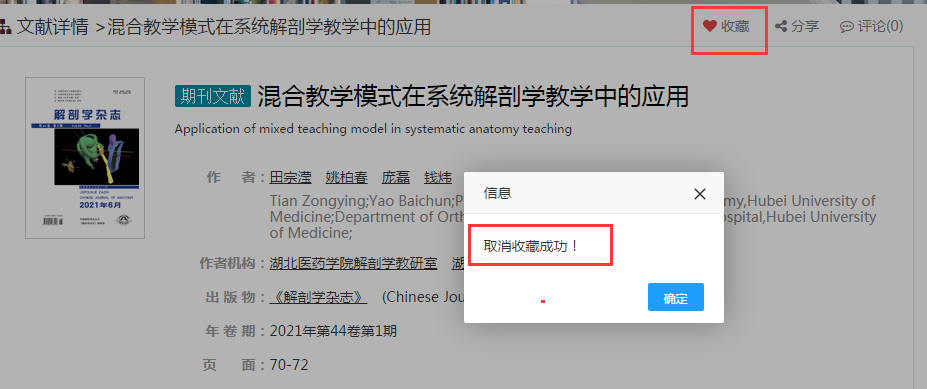 文献详情 >混合教学模式在系统解剖学教学中的应用
收藏 分享 评论(0)
期刊文献 混合教学模式在系统解剖学教学中的应用
Application of mixed teaching model in systematic anatomy teaching
解剖学杂志
2021年6月
作 者：田宗滢 姚柏春 庞磊 钱炜
Tian Zongying;Yao Baichun;P
my,Hubei University of
Medicine;Department of Orth
ospital,Hubei University
of Medicine;
作者机构：湖北医药学院解剖学教研室 湖
出 版 物：《解剖学杂志》 (Chinese Jou
年 卷 期：2021年第44卷第1期
页 面：70-72
信息
取消收藏成功！
确定